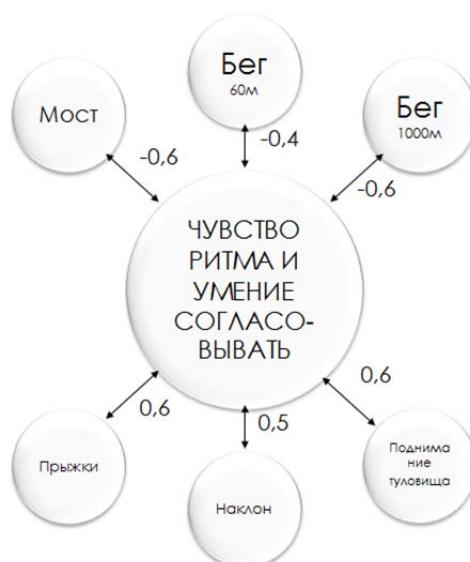 Бег
60м
Мост
Бег
1000м
-0,6
-0,4
-0,6
ЧУВСТВО
РИТМА И
УМЕНИЕ
СОГЛАСО-
ВЫВАТЬ
0,6
0,5
0,6
Прыжки
Наклон
Поднима
ние
туловища